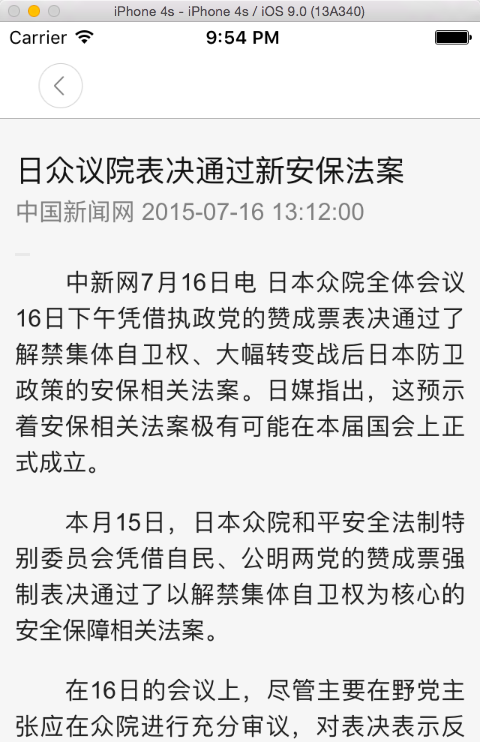 iPhone 4s - iPhone 4s / iOS 9.0 (13A340)
Carrier 9:54 PM
日众议院表决通过新安保法案
中国新闻网 2015-07-16 13:12:00
中新网7月16日电 日本众院全体会议
16日下午凭借执政党的赞成票表决通过了
解禁集体自卫权、大幅转变战后日本防卫
政策的安保相关法案。日媒指出，这预示
着安保相关法案极有可能在本届国会上正
式成立。
本月15日，日本众院和平安全法制特
别委员会凭借自民、公明两党的赞成票强
制表决通过了以解禁集体自卫权为核心的
安全保障相关法案。
在16日的会议上，尽管主要在野党主
张应在众院进行充分审议，对表决表示反